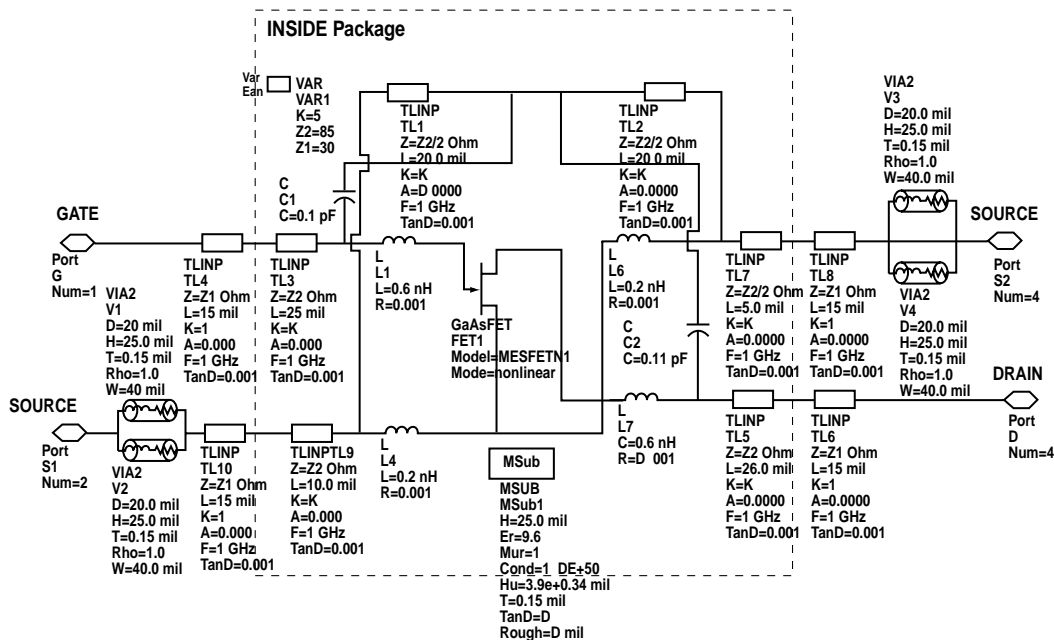 INSIDE Package
Var
Ean
VAR
VAR1
K=5
Z2=85
Z1=30
TLINP
TL1
Z=Z2/2 Ohm
L=20.0 mil
K=K
A=D 0000
F=1 GHz
TanD=0.001
TLINP
TL2
Z=Z2/2 Ohm
L=20 0 mil
K=K
A=0.0000
F=1 GHz
TanD=0.001
VIA2
V3
D=20.0 mil
H=25.0 mil
T=0.15 mil
Rho=1.0
W=40.0 mil
C
C1
C=0.1 pF
GATE
Port
G
Num=1
TLINP
TL4
Z=Z1 Ohm
L=15 mil
K=1
A=0.000
F=1 GHz
TanD=0.001
TLINP
TL3
Z=Z2 Ohm
L=25 mil
K=K
A=0.000
F=1 GHz
TanD=0.001
L
L1
L=0.6 nH
R=0.001
GaAsFET
FET1
Model=MESFETN1
Mode=nonlinear
L
L6
L=0.2 nH
R=0.001
C
C2
C=0.11 pF
TLINP
TL7
Z=Z2/2 Ohm
L=5.0 mil
K=K
A=0.0000
F=1 GHz
TanD=0.001
TLINP
TL8
Z=Z1 Ohm
L=15 mil
K=1
A=0.0000
F=1 GHz
TanD=0.001
SOURCE
Port
S2
Num=4
VIA2
V4
D=20.0 mil
H=25.0 mil
T=0.15 mil
Rho=1.0
W=40.0 mil
VIA2
V1
D=20 mil
H=25.0 mil
T=0.15 mil
Rho=1.0
W=40 mil
SOURCE
Port
S1
Num=2
VIA2
V2
D=20.0 mil
H=25.0 mil
T=0.15 mil
Rho=1.0
W=40.0 mil
TLINP
TL10
Z=Z1 Ohm
L=15 mil
K=1
A=0.000
F=1 GHz
TanD=0.001
TLINPTL9
Z=Z2 Ohm
L=10.0 mil
K=K
A=0.000
F=1 GHz
TanD=0.001
L
L4
L=0.2 nH
R=0.001
MSub
MSUB
MSub1
H=25.0 mil
Er=9.6
Mur=1
Cond=1 DE+50
Hu=3.9e+0.34 mil
T=0.15 mil
TanD=D
Rough=D mil
L
L7
C=0.6 nH
R=D 001
TLINP
TL5
Z=Z2 Ohm
L=26.0 mil
K=K
A=0.0000
F=1 GHz
TanD=0.001
TLINP
TL6
Z=Z1 Ohm
L=15 mil
K=1
A=0.0000
F=1 GHz
TanD=0.001
DRAIN
Port
D
Num=4